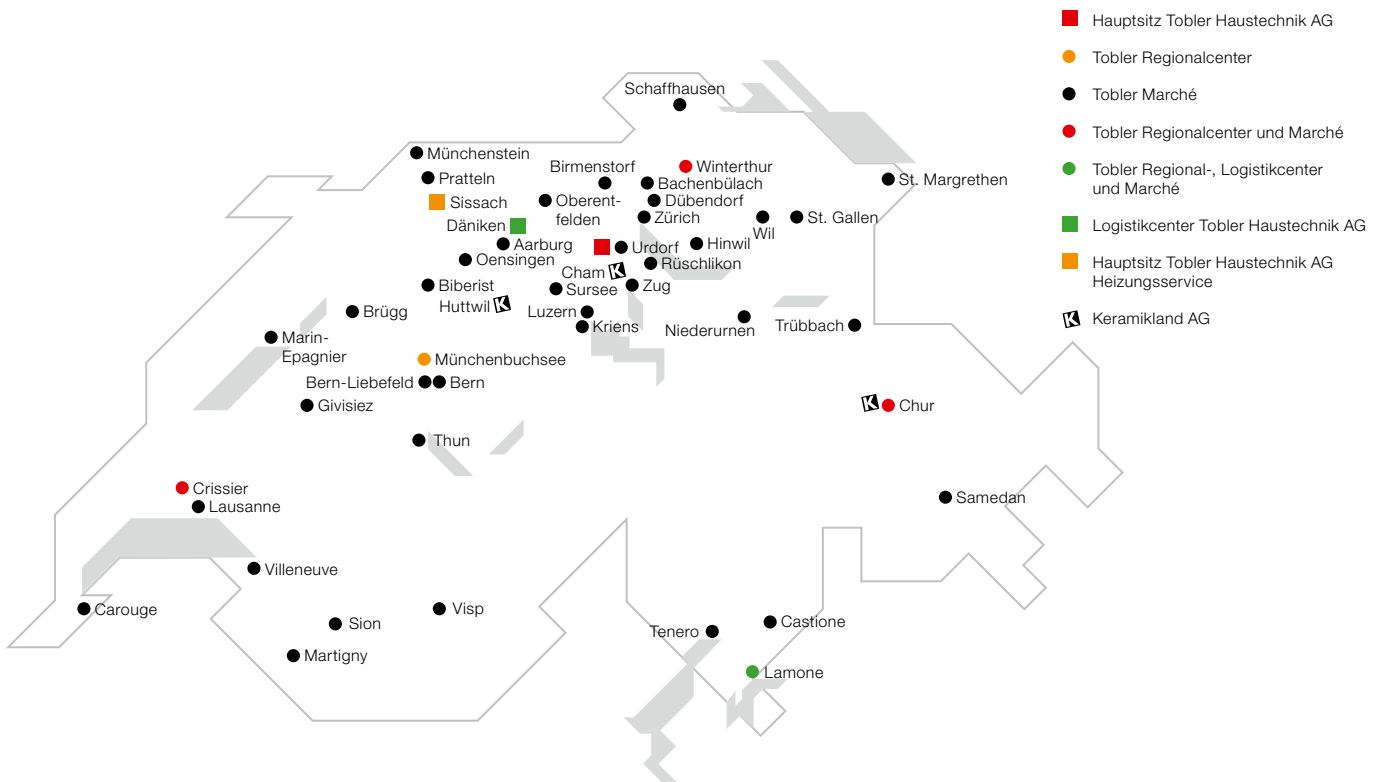 Hauptsitz Tobler Haustechnik AG
Tobler Regionalcenter
Tobler Marché
Tobler Regionalcenter und Marché
Tobler Regional-, Logistikcenter
und Marché
Logistikcenter Tobler Haustechnik AG
Hauptsitz Tobler Haustechnik AG
Heizungsservice
K Keramikland AG
Schaffhausen
Münchenstein
Birmenstorf
Winterthur
Pratteln
Bachenbülach
St. Margrethen
Sissach
Oberent-
felden
Dübendorf
Däniken
Zürich
Wil
St. Gallen
Aarburg
Urdorf
Hinwil
Oensingen
Rüschlikon
Cham K
Biberist
Sursee
Zug
Huttwil K
Brügg
Luzern
Kriens
Niederurnen
Trübbach
Marin-
Epagnier
Münchenbuchsee
Bern-Liebefeld
Bern
Givisiez
K Chur
Thun
Crissier
Lausanne
Samedan
Villeneuve
Carouge
Visp
Sion
Martigny
Tenero
Castione
Lamone